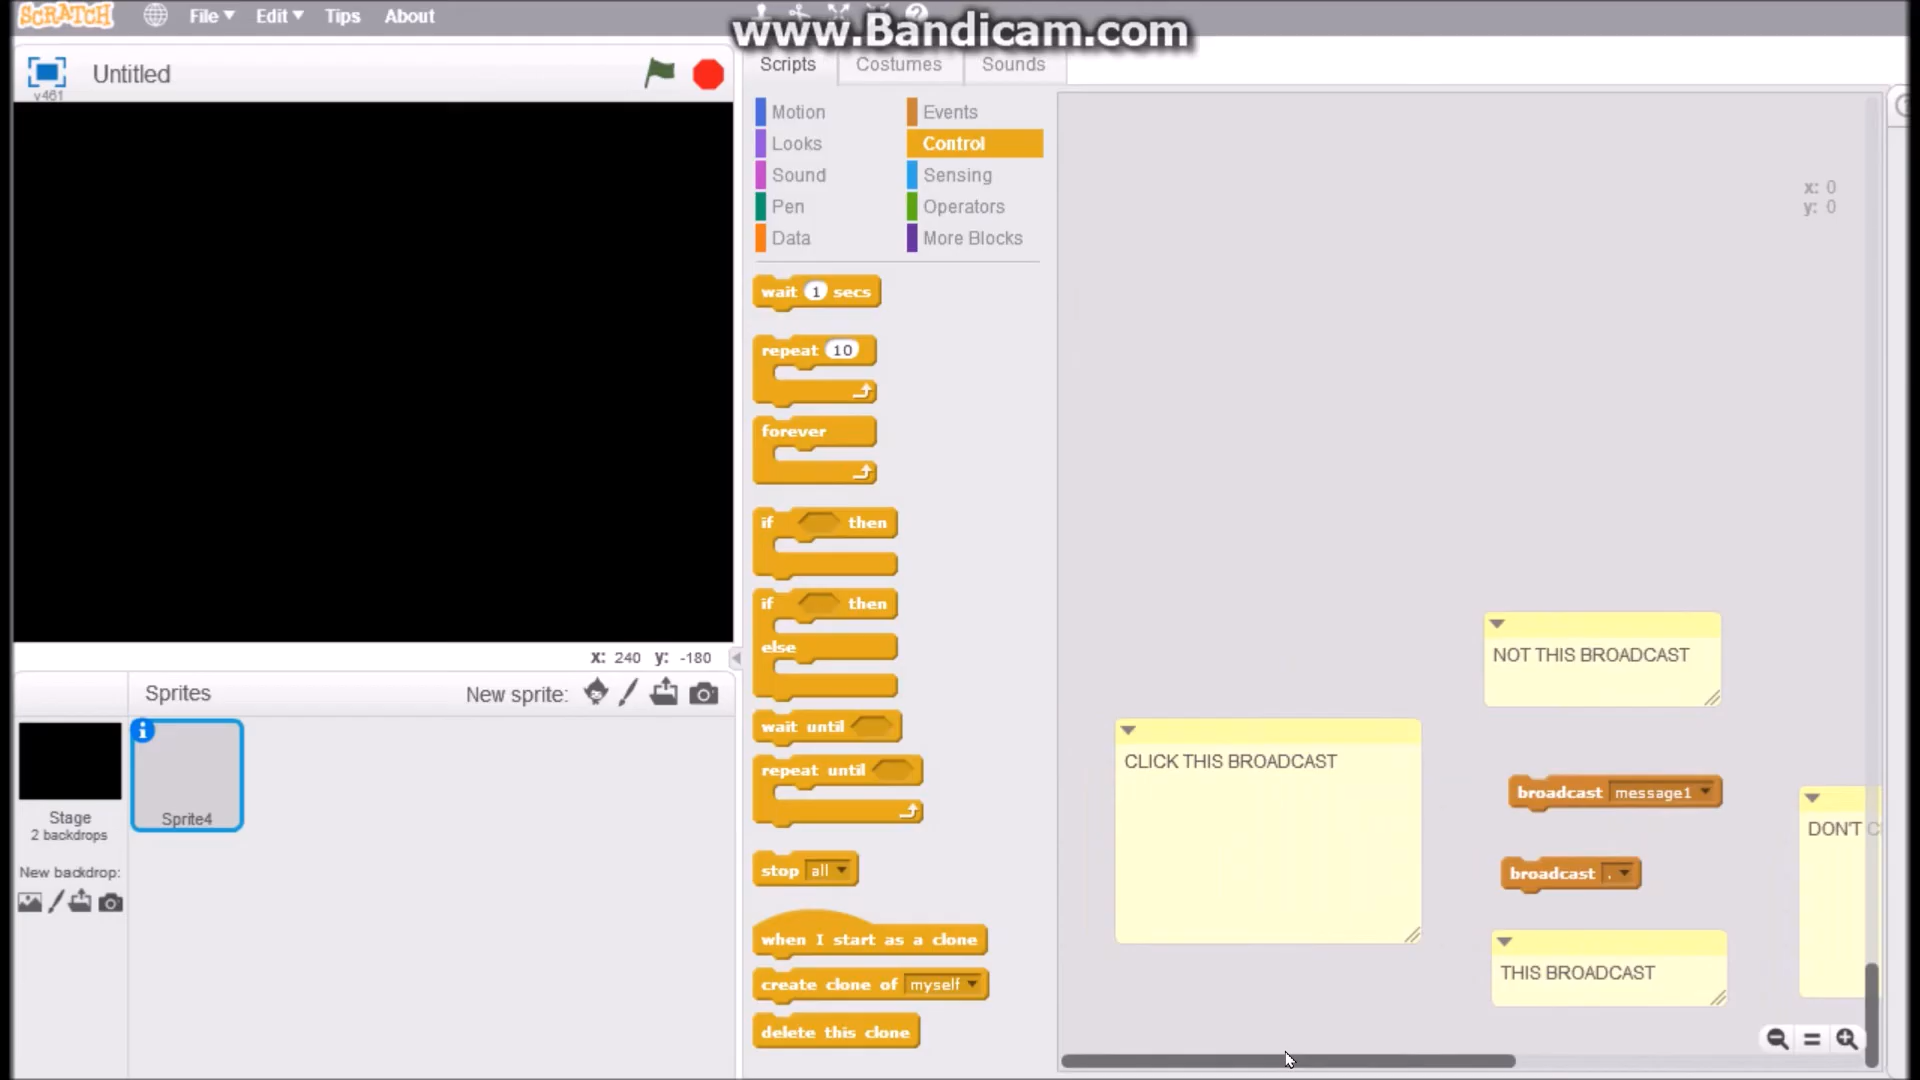 SCRATCH
File
Edit
Tips
About
www.Bandicam.com
Untitled
v461
Scripts
Costumes
Sounds
Motion
Events
Looks
Control
Sound
Sensing
Pen
Operators
Data
More Blocks
x: 0
y: 0
wait 1 secs
repeat 10
forever
if then
if then
else
wait until
repeat until
stop all
when I start as a clone
create clone of myself
delete this clone
NOT THIS BROADCAST
CLICK THIS BROADCAST
broadcast message1
DON'T C
broadcast .
THIS BROADCAST
x: 240 y: -180
Sprites
New sprite:
Stage
2 backdrops
New backdrop:
Sprite4